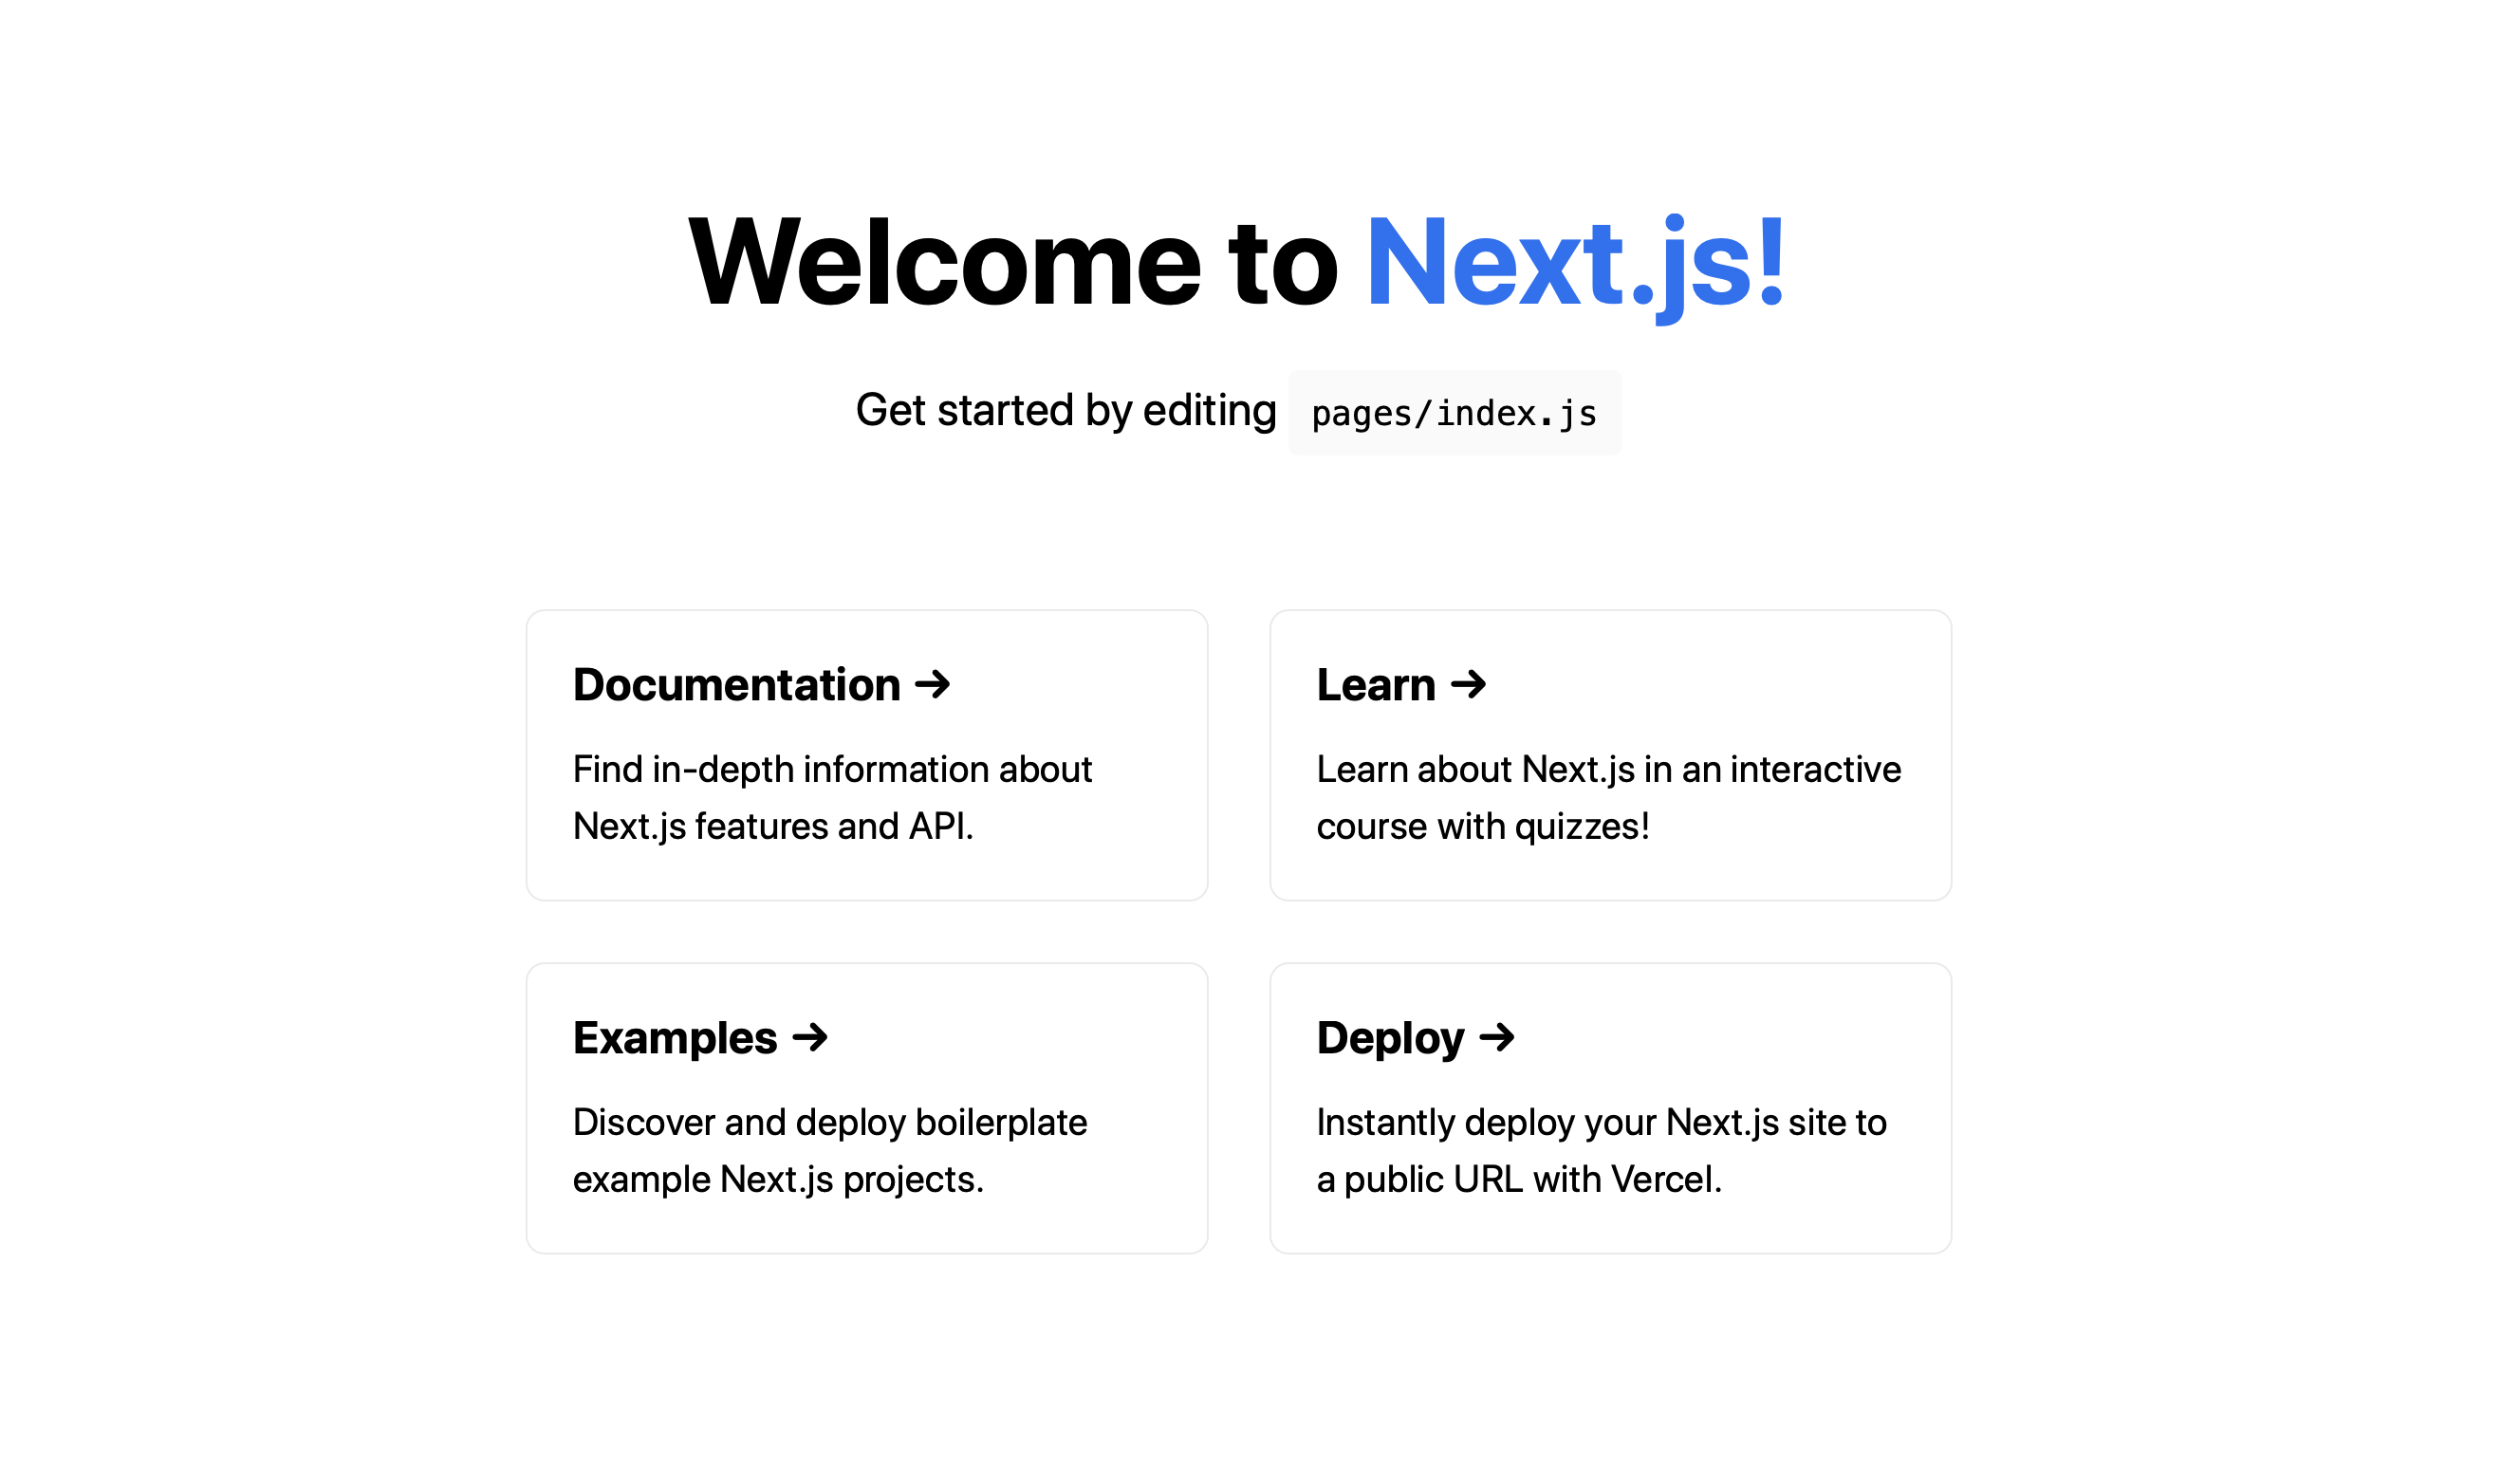 Welcome to Next.js!
Get started by editing pages/index.js
Documentation →
Find in-depth information about
Next.js features and API.
Learn →
Learn about Next.js in an interactive
course with quizzes!
Examples →
Discover and deploy boilerplate
example Next.js projects.
Deploy →
Instantly deploy your Next.js site to
a public URL with Vercel.